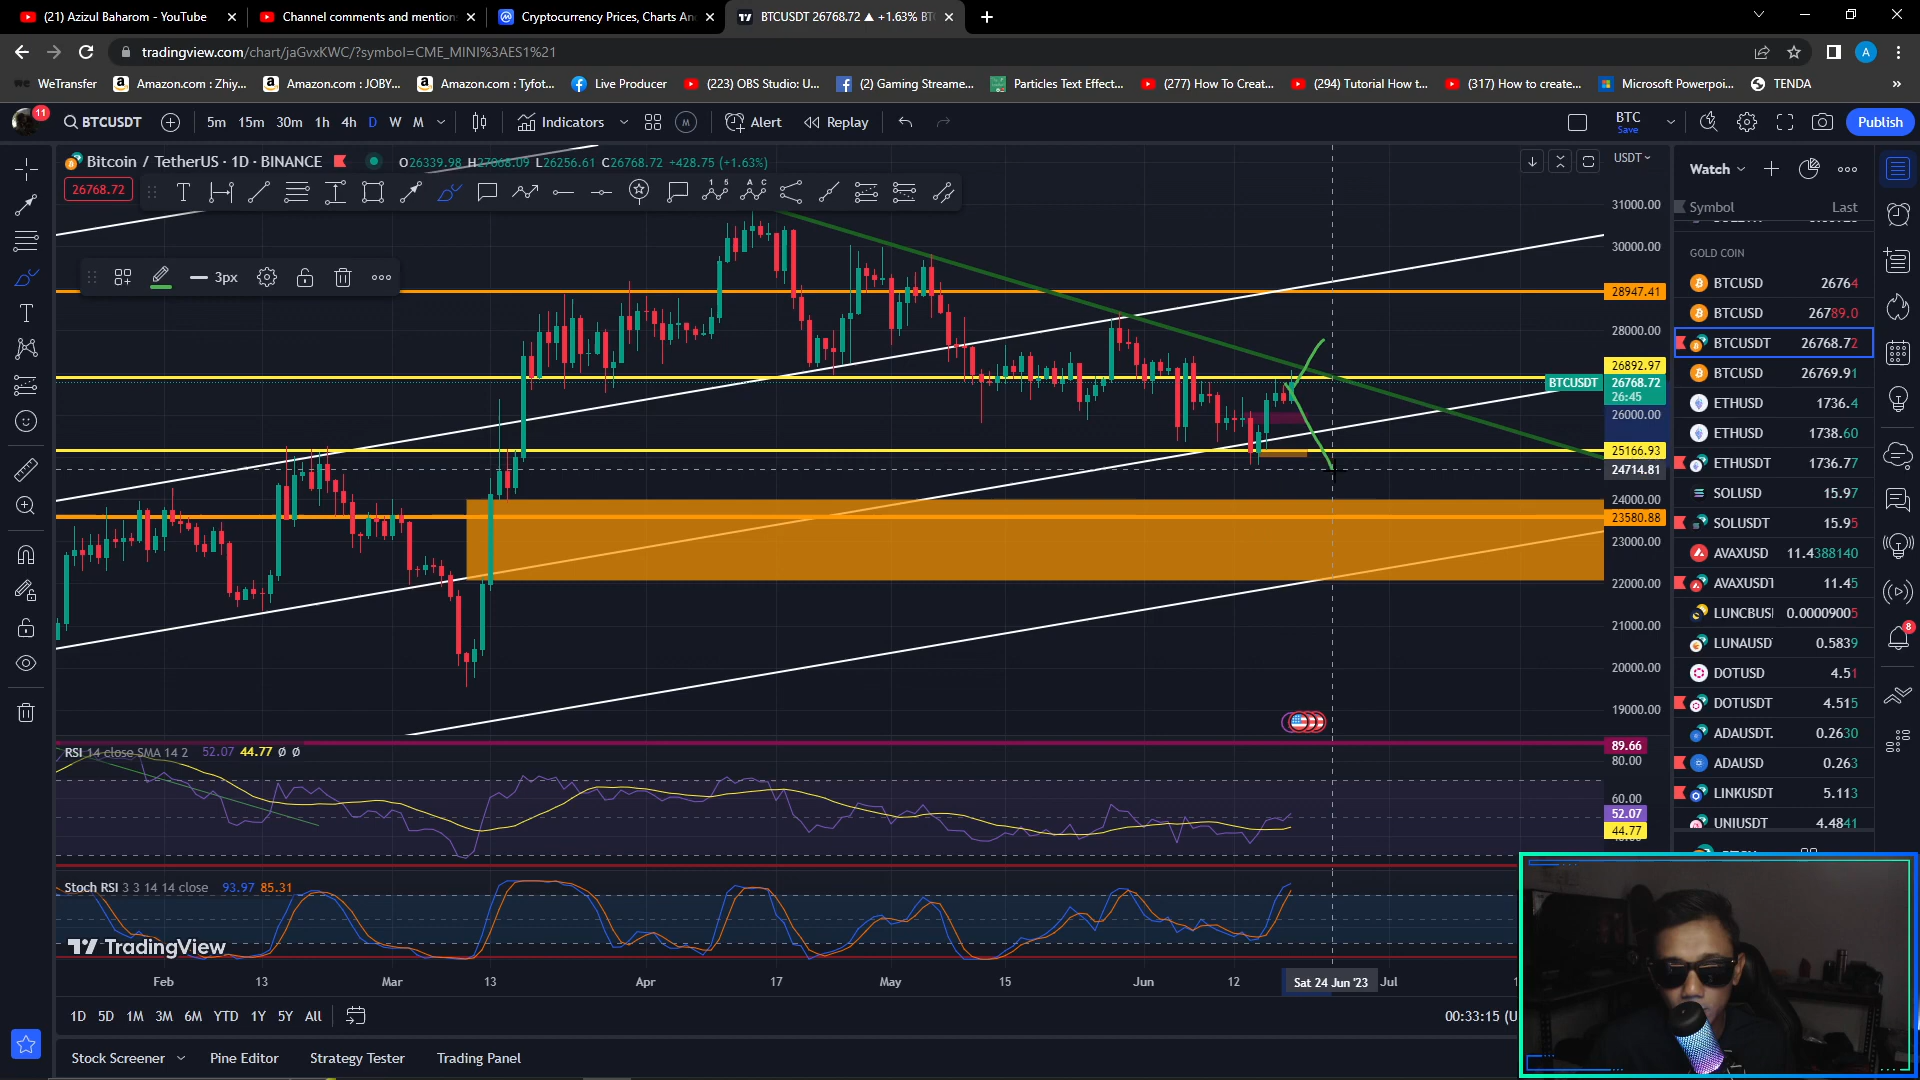 (21) Azizul Baharom - YouTube
Channel comments and mention
Cryptocurrency Prices, Charts An
BTCUSDT 26768.72 ▲ +1.63% BT
tradingview.com/chart/jaGvxKWC/?symbol=CME_MINI%3AES1%21
A
WeTransfer
Amazon.com : Zhiy...
Amazon.com : JOBY...
Amazon.com : Tyfot...
Live Producer
(223) OBS Studio: U...
(2) Gaming Streame...
Particles Text Effect...
(277) How To Creat...
(294) Tutorial How t...
(317) How to create...
Microsoft Powerpoi...
TENDA
»
11
BTCUSDT
5m 15m 30m 1h 4h D W M
Indicators
M
Alert
Replay
BTC
Save
Publish
Bitcoin / TetherUS · 1D · BINANCE
O26339.98 H27068.09 L26256.61 C26768.72 +428.75 (+1.63%)
26768.72
3px
USDT
31000.00
30000.00
28947.41
28000.00
26892.97
BTCUSDT 26768.72
26:45
26000.00
25166.93
24714.81
24000.00
23580.88
23000.00
22000.00
21000.00
20000.00
19000.00
RSI 14 close SMA 14 2 52.07 44.77 Ø Ø
89.66
80.00
60.00
52.07
44.77
Stoch RSI 3 3 14 14 close 93.97 85.31
TradingView
Feb 13 Mar 13 Apr 17 May 15 Jun 12 Sat 24 Jun '23 Jul
1D 5D 1M 3M 6M YTD 1Y 5Y All
00:33:15 (U
Stock Screener
Pine Editor
Strategy Tester
Trading Panel
Watch
Symbol Last
GOLD COIN
BTCUSD 26764
BTCUSD 26789.0
BTCUSDT 26768.72
BTCUSD 26769.91
ETHUSD 1736.4
ETHUSD 1738.60
ETHUSDT 1736.77
SOLUSD 15.97
SOLUSDT 15.95
AVAXUSD 11.4388140
AVAXUSDT 11.45
LUNCBUSI 0.00009005
LUNAUSD 0.5839
DOTUSD 4.51
DOTUSDT 4.515
ADAUSDT. 0.2630
ADAUSD 0.263
LINKUSDT 5.113
UNIUSDT 4.4841
8